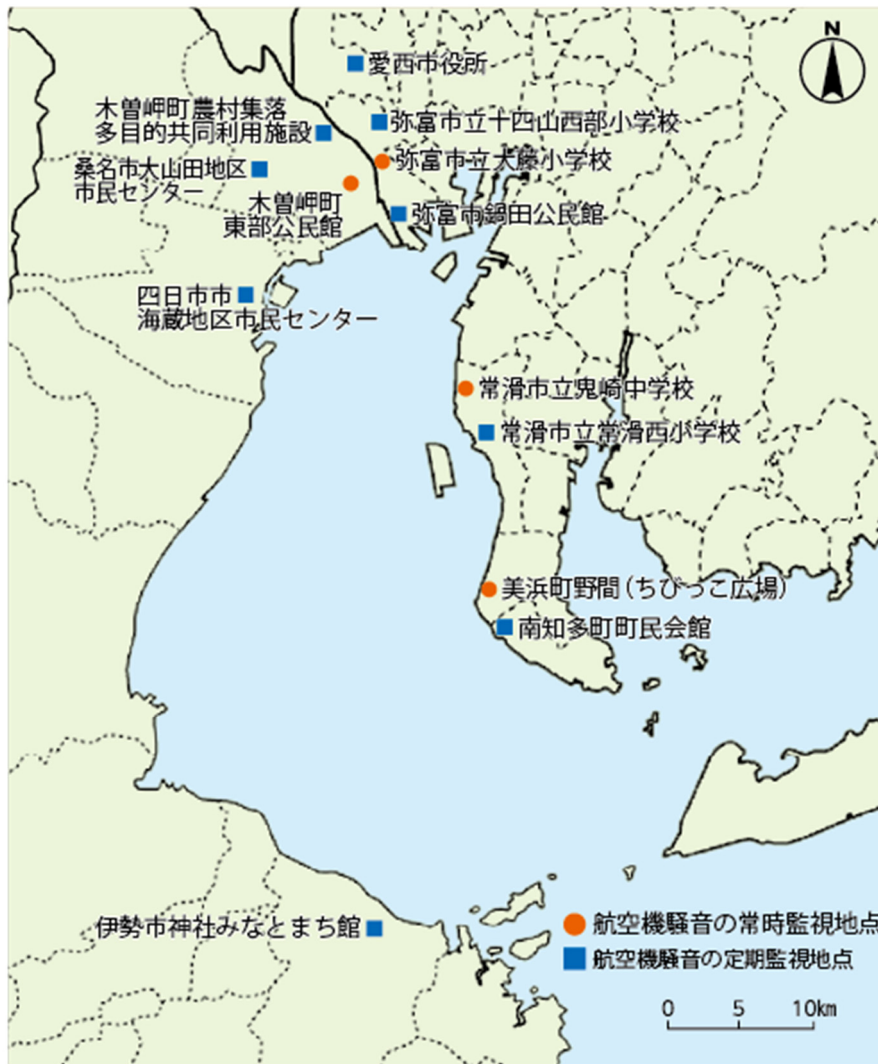 N
愛西市役所
木曽岬町農村集落
多目的共同利用施設
弥富市立十四山西部小学校
弥富市立大藤小学校
桑名市大山田地区
市民センター
木曽岬町
東部公民館
弥富市鍋田公民館
四日市市
海蔵地区市民センター
常滑市立鬼崎中学校
常滑市立常滑西小学校
美浜町野間(ちびっこ広場)
南知多町町民会館
伊勢市神社みなとまち館
航空機騒音の常時監視地点
航空機騒音の定期監視地点
0 5 10km